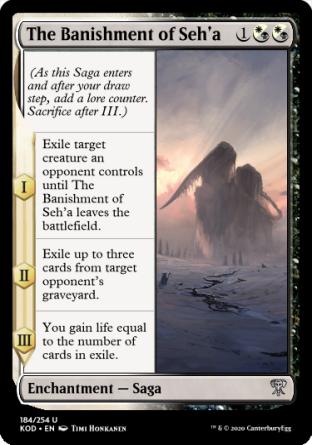 The Banishment of Seh'a 1
(As this Saga enters
and after your draw
step, add a lore counter.
Sacrifice after III.)
I
Exile target
creature an
opponent controls
until The
Banishment of
Seh'a leaves the
battlefield.
II
Exile up to three
cards from target
opponent's
graveyard.
III
You gain life equal
to the number of
cards in exile.
Enchantment — Saga
184/254 U
KOD • EN Timi Honkanen
™ & © 2020 CanterburyEgg